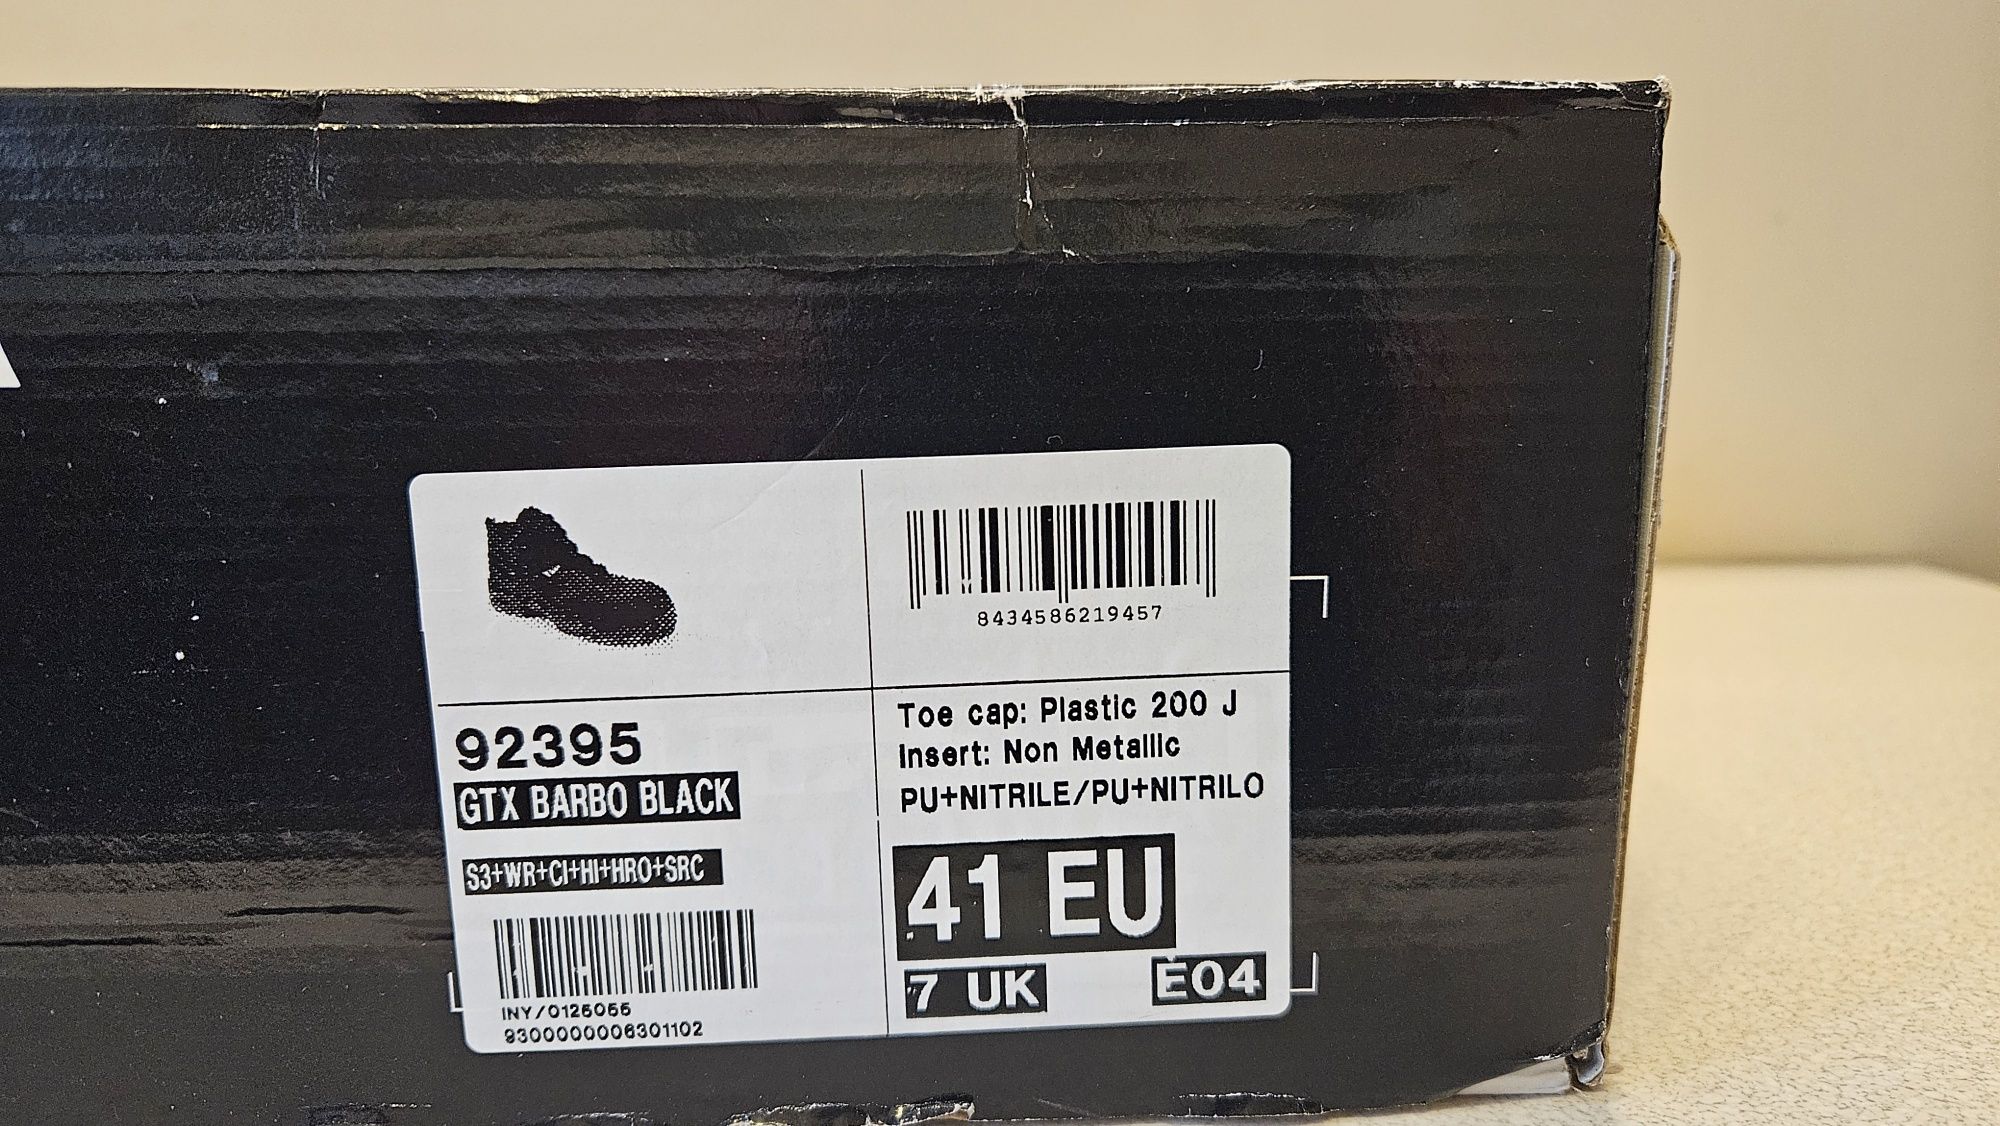 8434586219457
92395
GTX BARBO BLACK
S3+WR+CI+HI+HRO+SRC
INY/0125055
9300000006301102
Toe cap: Plastic 200 J
Insert: Non Metallic
PU+NITRILE/PU+NITRILO
41 EU
7 UK
E04